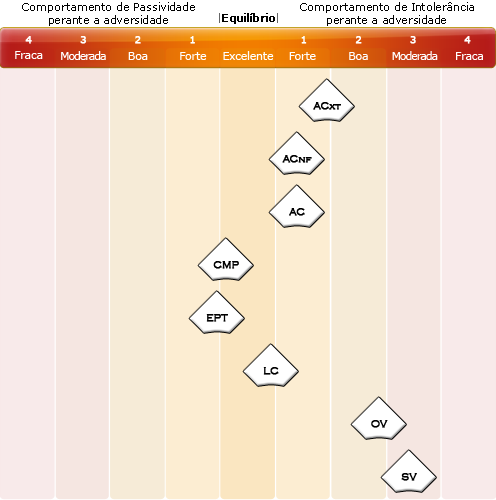 Comportamento de Passividade
perante a adversidade
|Equilíbrio|
Comportamento de Intolerância
perante a adversidade
4 3 2 1 1 2 3 4
Fraca Moderada Boa Forte Excelente Forte Boa Moderada Fraca
ACXT
ACNF
AC
CMP
EPT
LC
OV
SV